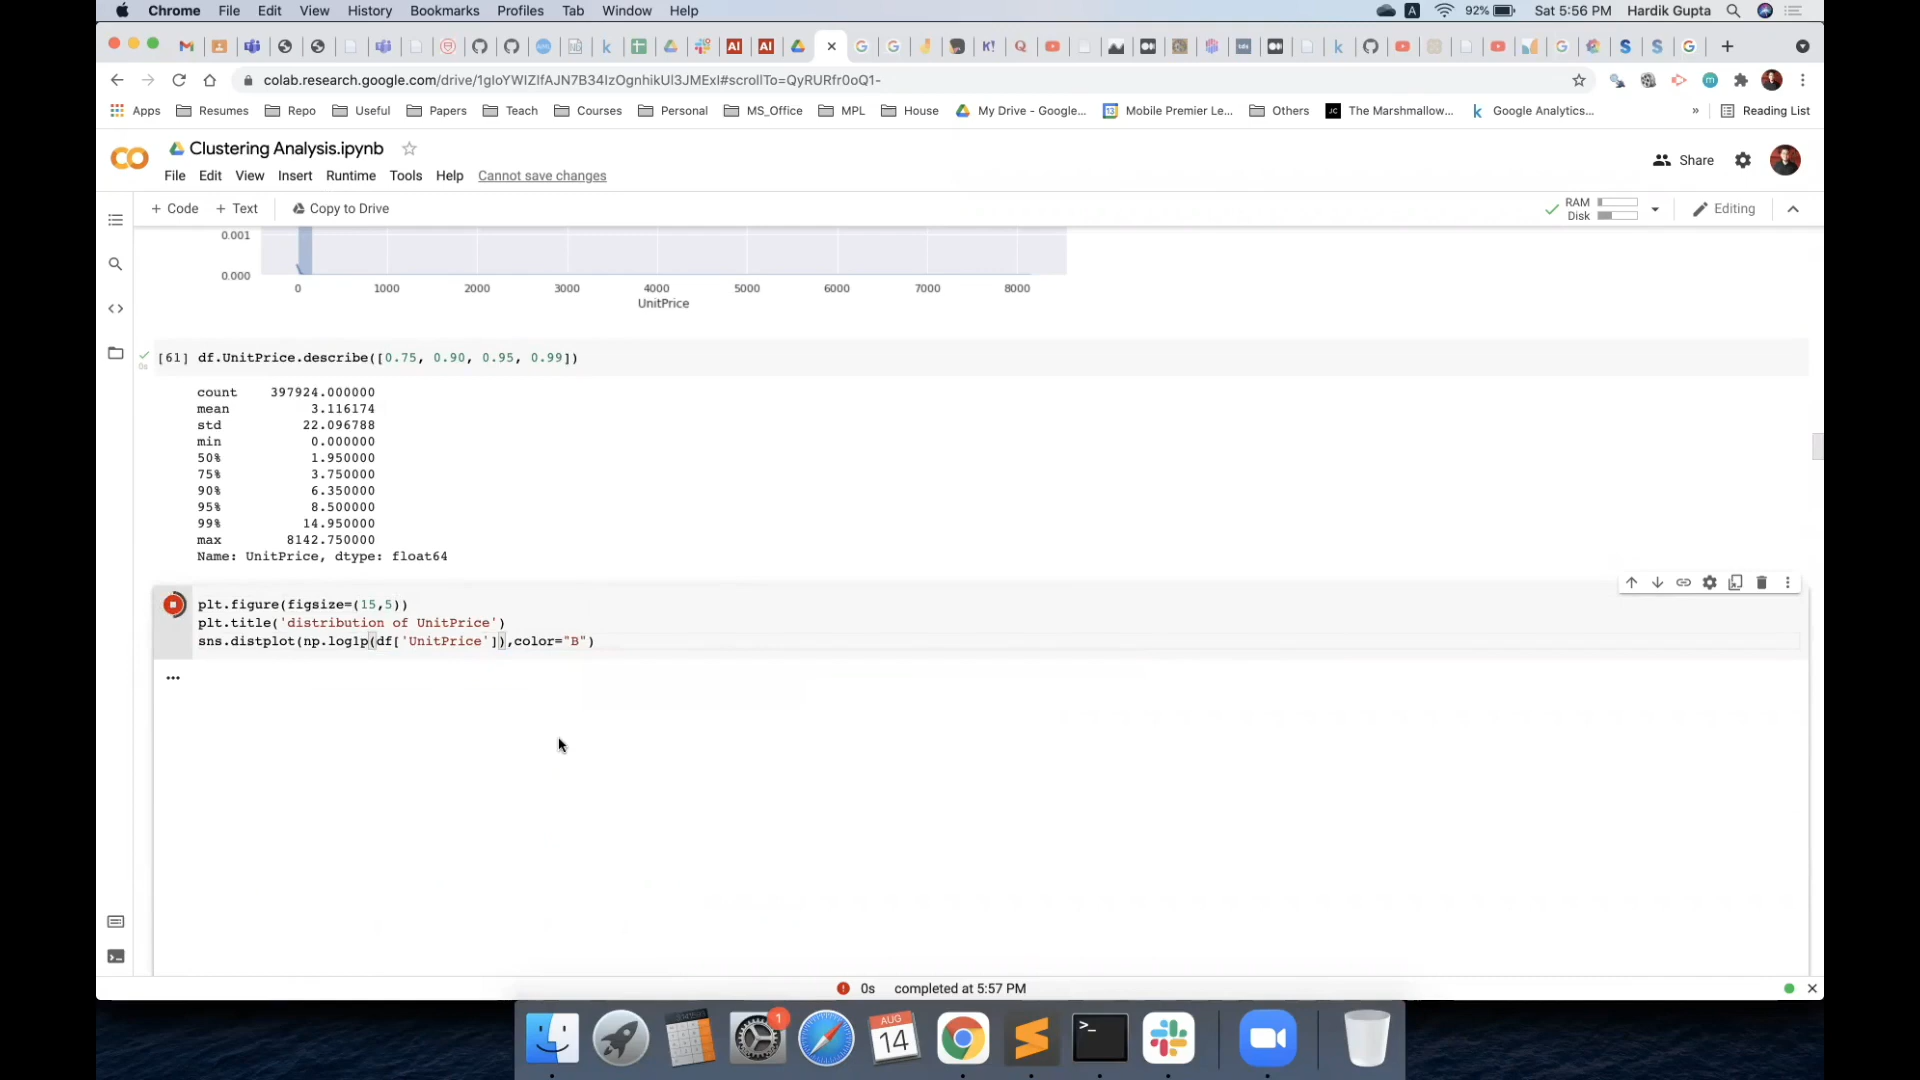 Chrome File Edit View History Bookmarks Profiles Tab Window Help
A 92% Sat 5:56 PM Hardik Gupta
colab.research.google.com/drive/1gIoYWIZlfAJN7B34IzOgnhikUl3JMExI#scrollTo=QyRURfr0oQ1-
Apps Resumes Repo Useful Papers Teach Courses Personal MS_Office MPL House My Drive - Google... Mobile Premier Le... Others JC The Marshmallow... Google Analytics... » Reading List
Clustering Analysis.ipynb
Share
File Edit View Insert Runtime Tools Help Cannot save changes
+ Code + Text Copy to Drive
RAM
Disk
Editing
0.001
0.000
0 1000 2000 3000 4000 5000 6000 7000 8000
UnitPrice
0s
[61] df.UnitPrice.describe([0.75, 0.90, 0.95, 0.99])
count 397924.000000
mean 3.116174
std 22.096788
min 0.000000
50% 1.950000
75% 3.750000
90% 6.350000
95% 8.500000
99% 14.950000
max 8142.750000
Name: UnitPrice, dtype: float64
plt.figure(figsize=(15,5))
plt.title('distribution of UnitPrice')
sns.distplot(np.log1p(df['UnitPrice']),color="B")
...
0s completed at 5:57 PM
1
AUG
14